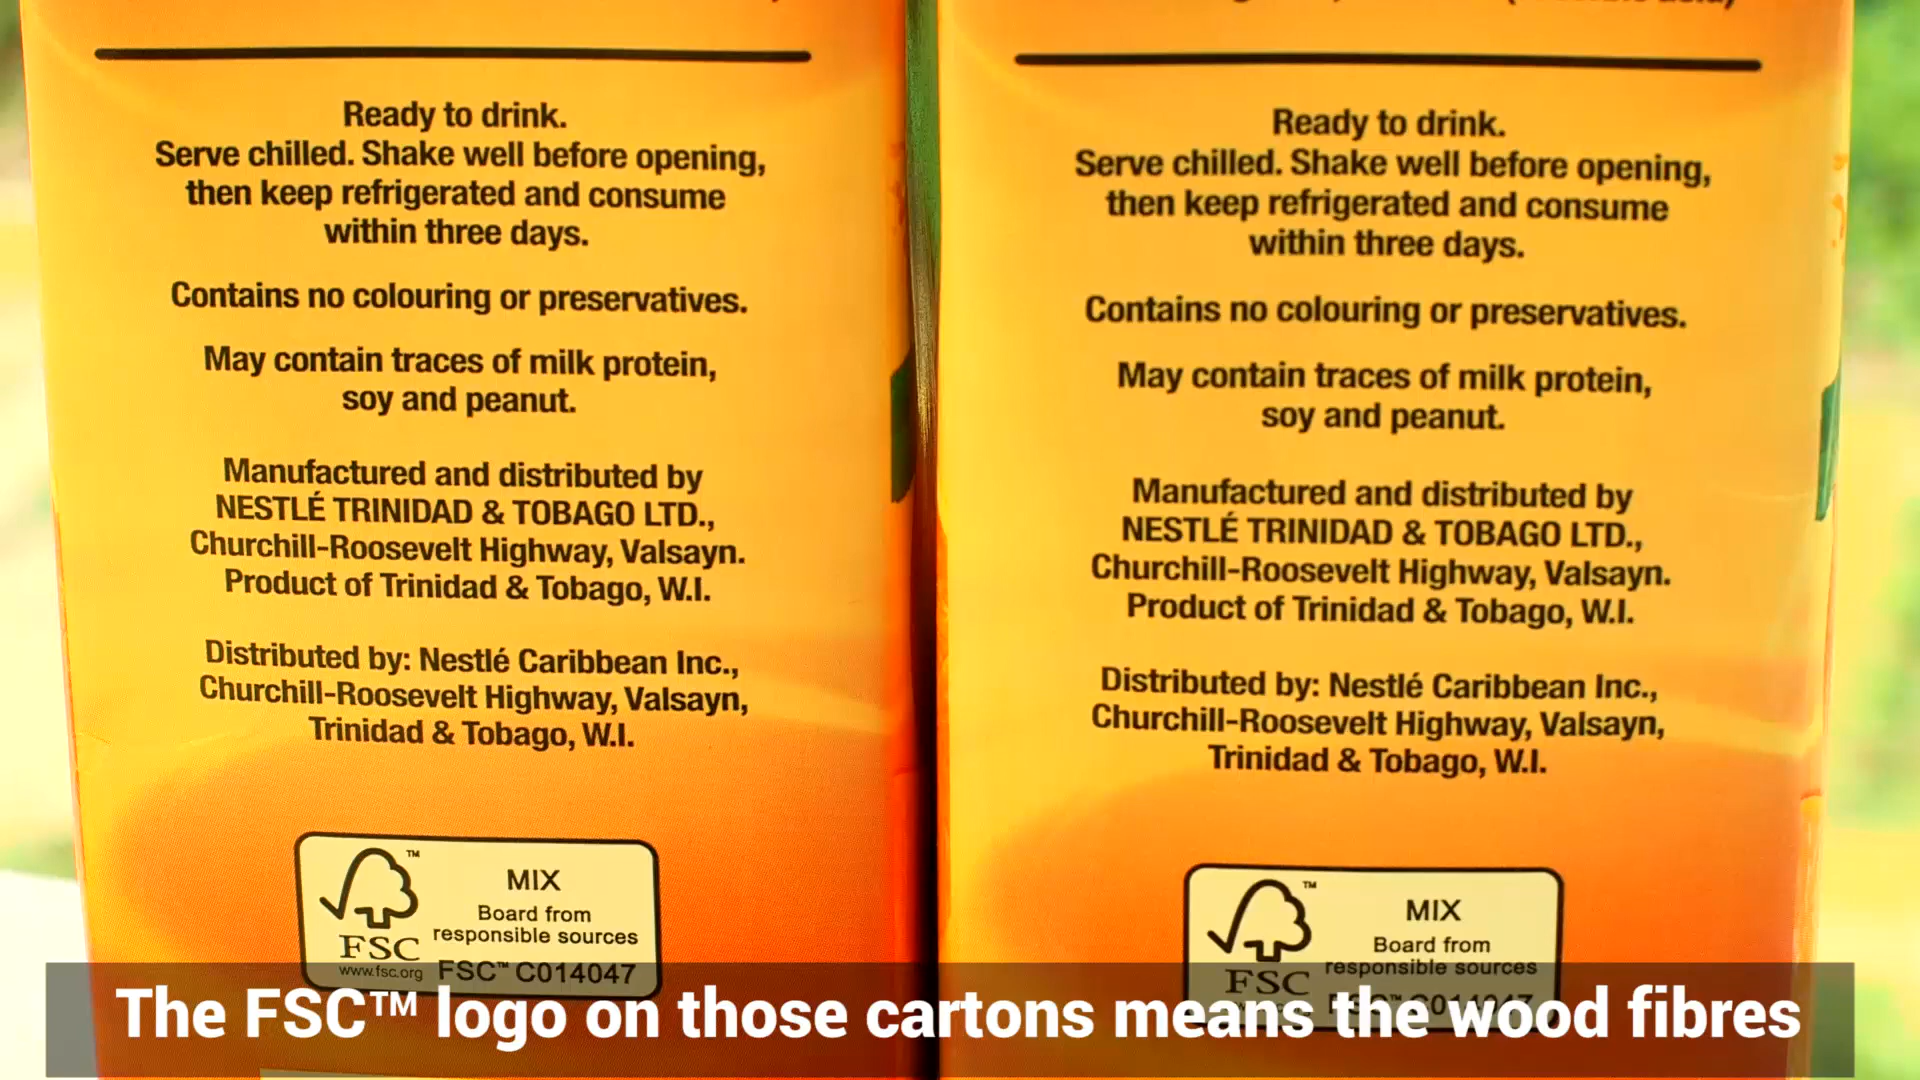 Ready to drink.
Serve chilled. Shake well before opening,
then keep refrigerated and consume
within three days.
Contains no colouring or preservatives.
May contain traces of milk protein,
soy and peanut.
Manufactured and distributed by
NESTLÉ TRINIDAD & TOBAGO LTD.,
Churchill-Roosevelt Highway, Valsayn.
Product of Trinidad & Tobago, W.I.
Distributed by: Nestlé Caribbean Inc.,
Churchill-Roosevelt Highway, Valsayn,
Trinidad & Tobago, W.I.
MIX
Board from
responsible sources
FSC
www.fsc.org FSC™ C014047
Ready to drink.
Serve chilled. Shake well before opening,
then keep refrigerated and consume
within three days.
Contains no colouring or preservatives.
May contain traces of milk protein,
soy and peanut.
Manufactured and distributed by
NESTLÉ TRINIDAD & TOBAGO LTD.,
Churchill-Roosevelt Highway, Valsayn.
Product of Trinidad & Tobago, W.I.
Distributed by: Nestlé Caribbean Inc.,
Churchill-Roosevelt Highway, Valsayn,
Trinidad & Tobago, W.I.
MIX
Board from
responsible sources
FSC
FSC™ C014047
The FSC™ logo on those cartons means the wood fibres